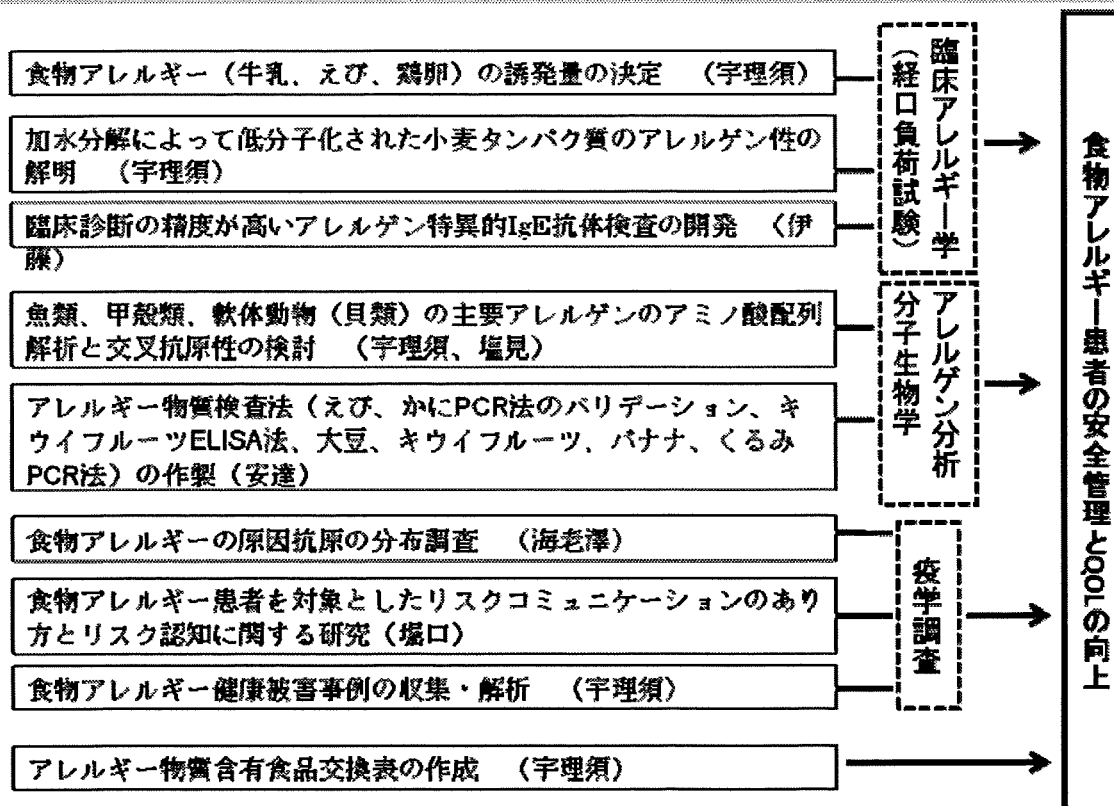 食物アレルギー（牛乳、えび、鶏卵）の誘発量の決定　（宇理須）
加水分解によって低分子化された小麦タンパク質のアレルゲン性の
解明　（宇理須）
臨床診断の精度が高いアレルゲン特異的IgE抗体検査の開発　（伊
藤）
魚類、甲殻類、軟体動物（貝類）の主要アレルゲンのアミノ酸配列
解析と交叉抗原性の検討　（宇理須、塩見）
アレルギー物質検査法（えび、かにPCR法のバリデーション、キ
ウイフルーツELISA法、大豆、キウイフルーツ、バナナ、くるみ
PCR法）の作製（安達）
食物アレルギーの原因抗原の分布調査　（海老澤）
食物アレルギー患者を対象としたリスクコミュニケーションのあり
方とリスク認知に関する研究（堀口）
食物アレルギー健康被害事例の収集・解析　（宇理須）
アレルギー物質含有食品交換表の作成　（宇理須）
臨床アレルギー学
（経口負荷試験）
アレルゲン分析
分子生物学
疫学調査
食物アレルギー患者の安全管理とQOLの向上